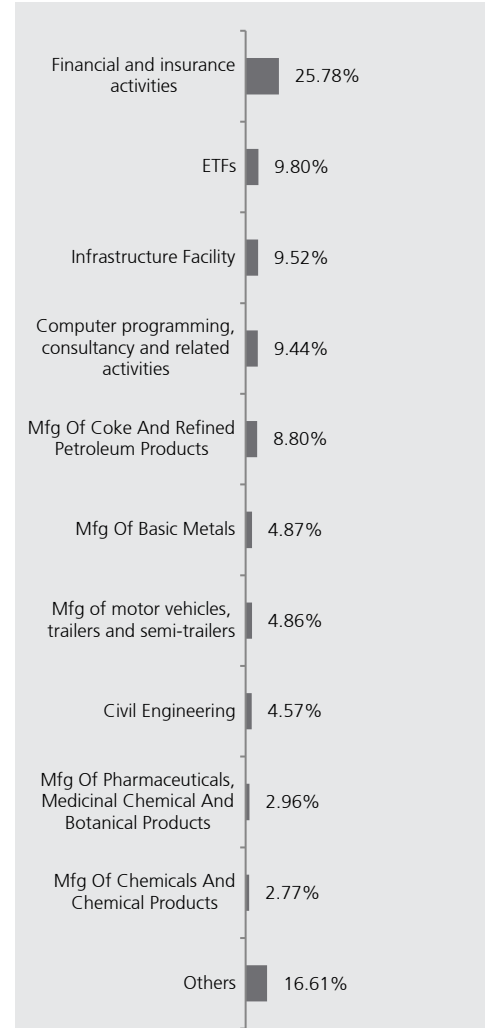 Financial and insurance
activities
25.78%
ETFs
9.80%
Infrastructure Facility
9.52%
Computer programming,
consultancy and related
activities
9.44%
Mfg Of Coke And Refined
Petroleum Products
8.80%
Mfg Of Basic Metals
4.87%
Mfg of motor vehicles,
trailers and semi-trailers
4.86%
Civil Engineering
4.57%
Mfg Of Pharmaceuticals,
Medicinal Chemical And
Botanical Products
2.96%
Mfg Of Chemicals And
Chemical Products
2.77%
Others
16.61%